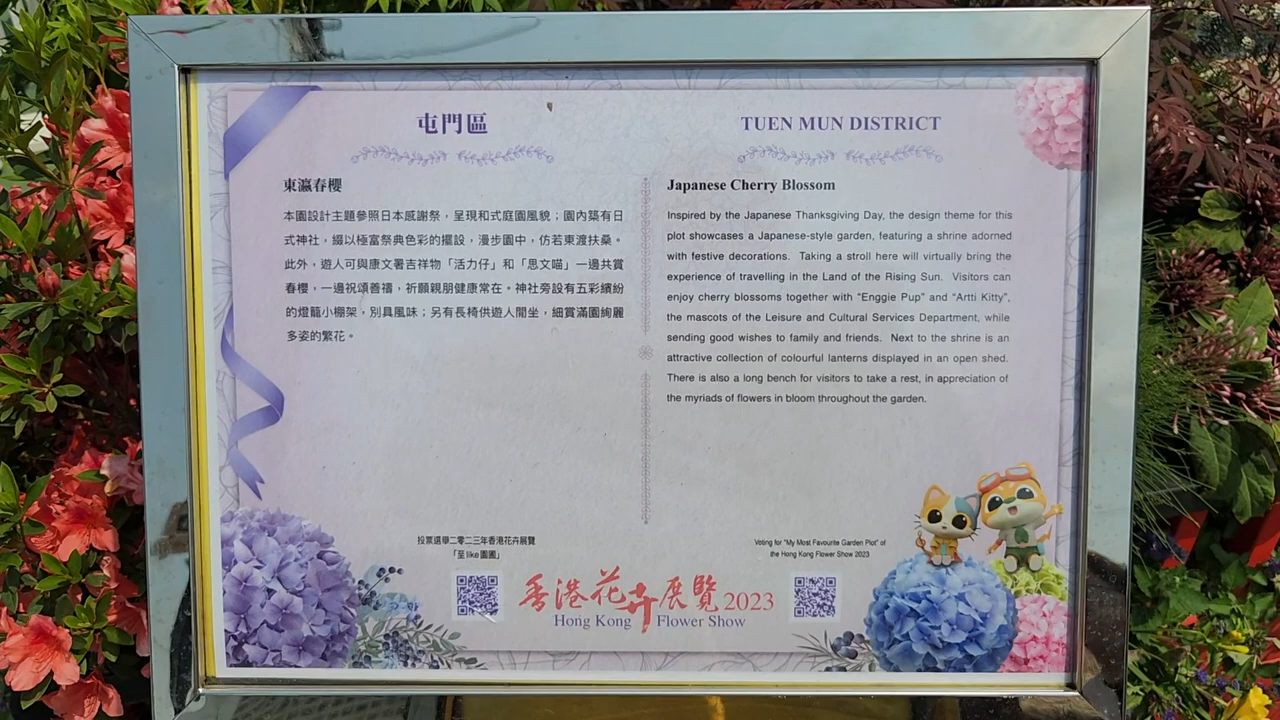 屯門區
東瀛春櫻
本園設計主題參照日本感謝祭，呈現和式庭園風貌；園內築有日
式神社，綴以極富祭典色彩的擺設，漫步園中，仿若東渡扶桑。
此外，遊人可與康文署吉祥物「活力仔」和「思文喵」一邊共賞
春櫻，一邊祝頌善禱，祈願親朋健康常在。神社旁設有五彩繽紛
的燈籠小棚架，別具風味；另有長椅供遊人閒坐，細賞滿園絢麗
多姿的繁花。
TUEN MUN DISTRICT
Japanese Cherry Blossom
Inspired by the Japanese Thanksgiving Day, the design theme for this
plot showcases a Japanese-style garden, featuring a shrine adorned
with festive decorations. Taking a stroll here will virtually bring the
experience of travelling in the Land of the Rising Sun. Visitors can
enjoy cherry blossoms together with “Enggie Pup” and “Artti Kitty”,
the mascots of the Leisure and Cultural Services Department, while
sending good wishes to family and friends. Next to the shrine is an
attractive collection of colourful lanterns displayed in an open shed.
There is also a long bench for visitors to take a rest, in appreciation of
the myriads of flowers in bloom throughout the garden.
投票選舉二零二三年香港花卉展覽
「至like園圃」
Voting for "My Most Favourite Garden Plot" of
the Hong Kong Flower Show 2023
香港花卉展覽2023
Hong Kong Flower Show